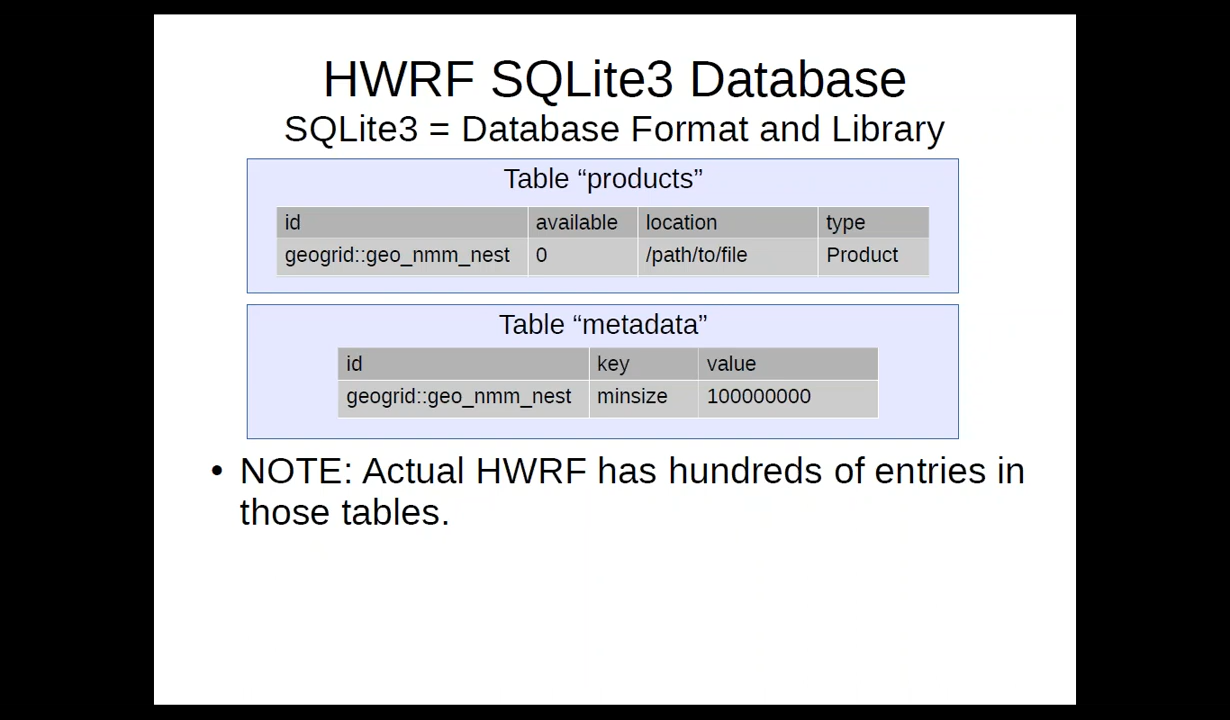 HWRF SQLite3 Database
SQLite3 = Database Format and Library
Table “products”
id available location type
geogrid::geo_nmm_nest 0 /path/to/file Product
Table “metadata”
id key value
geogrid::geo_nmm_nest minsize 100000000
• NOTE: Actual HWRF has hundreds of entries in
those tables.